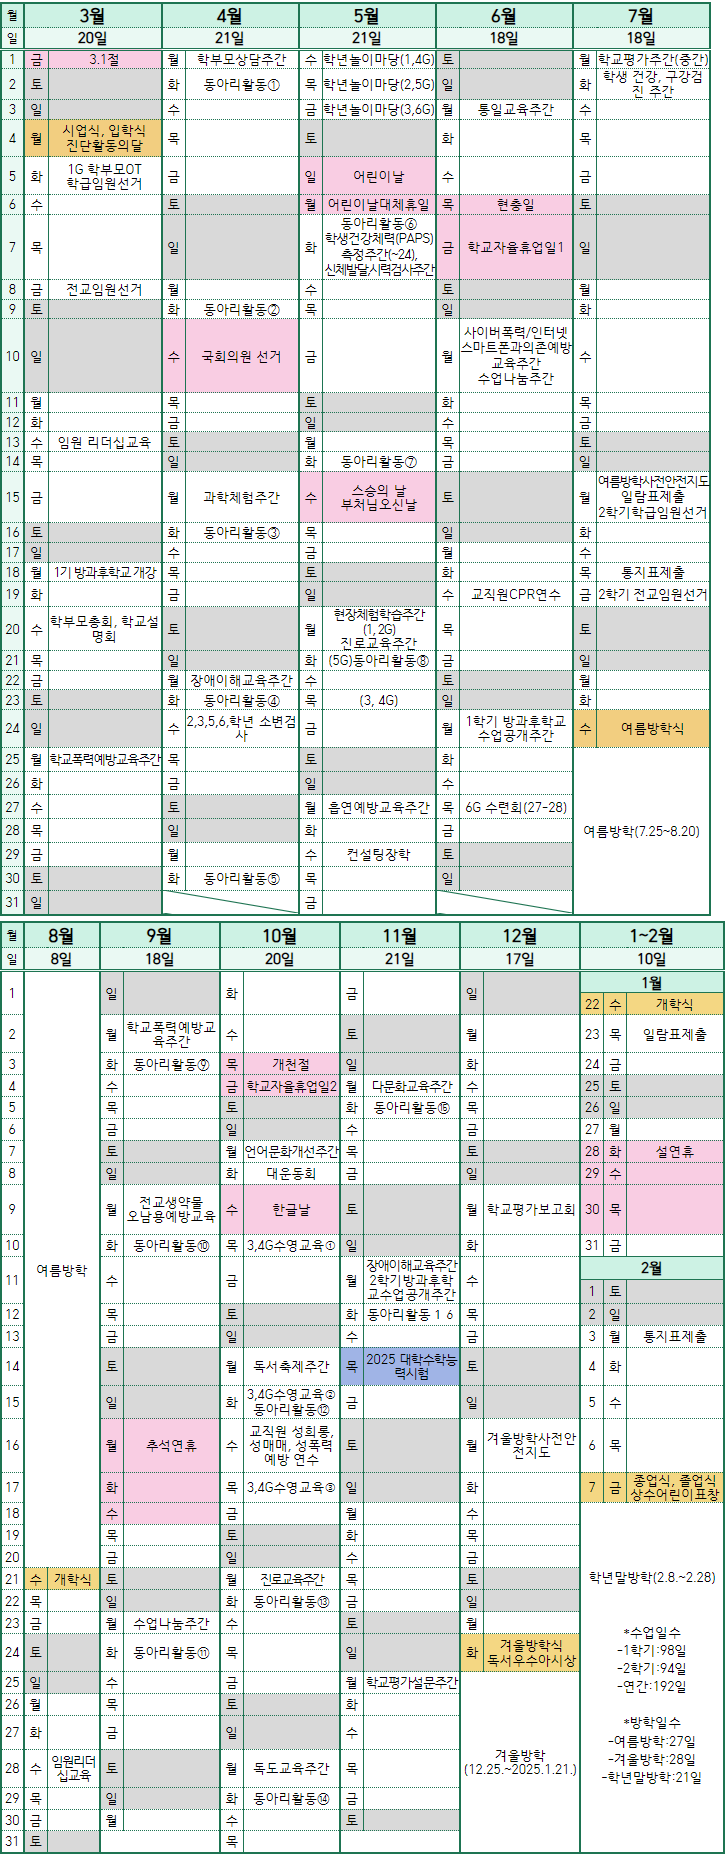 월 3월 4월 5월 6월 7월
일 20일 21일 21일 18일 18일
1 금 3.1절 월 학부모상담주간 수 학년놀이마당(1,4G) 토 월 학교평가주간(중간)
2 토 화 동아리활동① 목 학년놀이마당(2,5G) 일 화 학생 건강, 구강검
진 주간
3 일 수 금 학년놀이마당(3,6G) 월 통일교육주간 수
4 월 시업식, 입학식 목 토 화 목
진단활동의달
5 화 1G 학부모OT 금 일 어린이날 수 금
학급임원선거
6 수 토 월 어린이날대체휴일 목 현충일 토
7 목 일 화 동아리활동⑥ 금 학교자율휴업일1 일
학생건강체력(PAPS)
측정주간(~24),
신체발달,시력검사주간
8 금 전교임원선거 월 수 토 월
9 토 화 동아리활동② 목 일 화
10 일 수 국회의원 선거 금 월 사이버폭력/인터넷 수
스마트폰과의존예방
교육주간
수업나눔주간
11 월 목 토 화 목
12 화 금 일 수 금
13 수 임원 리더십교육 토 월 목 토
14 목 일 화 동아리활동⑦ 금 일
15 금 월 과학체험주간 수 스승의 날 토 월 여름방학사전안전지도
부처님오신날 일람표제출
2학기학급임원선거
16 토 화 동아리활동③ 목 일 화
17 일 수 금 월 수
18 월 1기 방과후학교 개강 목 토 화 목 통지표제출
19 화 금 일 수 교직원CPR연수 금 2학기 전교임원선거
20 수 학부모총회, 학교설 토 월 현장체험학습주간 목 토
명회 (1, 2G)
진로교육주간
21 목 일 화 (5G)동아리활동⑧ 금 일
22 금 월 장애이해교육주간 수 토 월
23 토 화 동아리활동④ 목 (3, 4G) 일 화
24 일 수 2,3,5,6,학년 소변검 금 월 1학기 방과후학교 수 여름방학식
사 수업공개주간
25 월 학교폭력예방교육주간 목 토 화
26 화 금 일 수
27 수 토 월 흡연예방교육주간 목 6G 수련회(27-28)
28 목 일 화 금 여름방학(7.25~8.20)
29 금 월 수 컨설팅장학 토
30 토 화 동아리활동⑤ 목 일
31 일 금
월 8월 9월 10월 11월 12월 1~2월
일 8일 18일 20일 21일 17일 10일
1 일 화 금 일 1월
22 수 개학식
2 월 학교폭력예방교 수 토 월 23 목 일람표제출
육주간
3 화 동아리활동⑨ 목 개천절 일 화 24 금
4 수 금 학교자율휴업일2 월 다문화교육주간 수 25 토
5 목 토 화 동아리활동⑮ 목 26 일
6 금 일 수 금 27 월
7 토 월 언어문화개선주간 목 토 28 화 설연휴
8 일 화 대운동회 금 일 29 수
9 월 전교생약물 수 한글날 토 월 학교평가보고회 30 목
오남용예방교육
10 화 동아리활동⑩ 목 3,4G수영교육① 일 화 31 금
여름방학
11 수 금 월 장애이해교육주간 수 2월
2학기방과후학 1 토
교수업공개주간
12 목 토 화 동아리활동 1 6 목 2 일
13 금 일 수 금 3 월 통지표제출
14 토 월 독서축제주간 목 2025 대학수학능 토 4 화
력시험
15 일 화 3,4G수영교육② 금 일 5 수
동아리활동⑫
16 월 추석연휴 수 교직원 성희롱, 토 월 겨울방학사전안 6 목
성매매, 성폭력 전지도
예방 연수
17 화 목 3,4G수영교육③ 일 화 7 금 종업식, 졸업식
상수어린이표창
18 수 금 월 수
19 목 토 화 목
20 금 일 수 금
21 수 개학식 토 월 진로교육주간 목 토 학년말방학(2.8.~2.28)
22 목 일 화 동아리활동⑬ 금 일
23 금 월 수업나눔주간 수 토 월 *수업일수
24 토 화 동아리활동⑪ 목 일 화 겨울방학식 -1학기:98일
독서우수아시상 -2학기:94일
25 일 수 금 월 학교평가설문주간 -연간:192일
26 월 목 토 화
27 화 금 일 수 *방학일수
겨울방학 -여름방학:27일
28 수 임원리더 토 월 독도교육주간 목 (12.25.~2025.1.21.) -겨울방학:28일
십교육 -학년말방학:21일
29 목 일 화 동아리활동⑭ 금
30 금 월 수 토
31 토 목